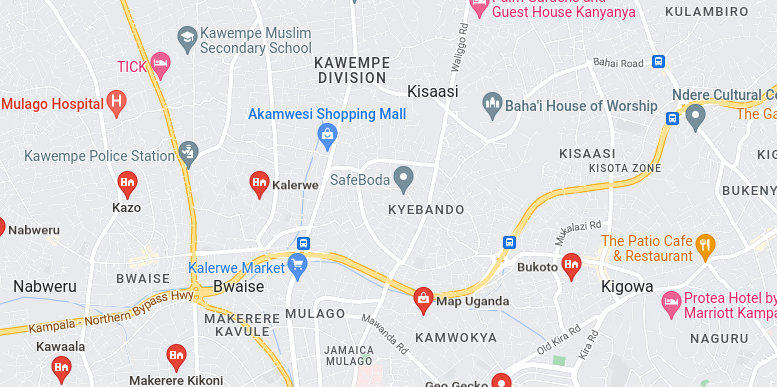 Guest House Kanyanya
KULAMBIRO
Kawempe Muslim
Secondary School
Waliggo Rd
KAWEMPE
DIVISION
TICK
Bahai Road
Kisaasi
Ndere Cultural Ce
Mulago Hospital
Baha'i House of Worship
Akamwesi Shopping Mall
The Ga
Kawempe Police Station
KISAASI
KIG
KISOTA ZONE
SafeBoda
Kalerwe
BUKENY
Kazo
KYEBANDO
Nabweru
Mukalazi Rd
The Patio Cafe
& Restaurant
Kalerwe Market
Bukoto
BWAISE
Nabweru
Bwaise
Kigowa
Kampala - Northern Bypass Hwy
Map Uganda
Protea Hotel by
Marriott Kampa
MAKERERE
KAVULE
MULAGO
Mawanda Rd
KAMWOKYA
Old Kira Rd
Kira Rd
NAGURU
Kawaala
JAMAICA
MULAGO
Makerere Kikoni
Geo Gecko